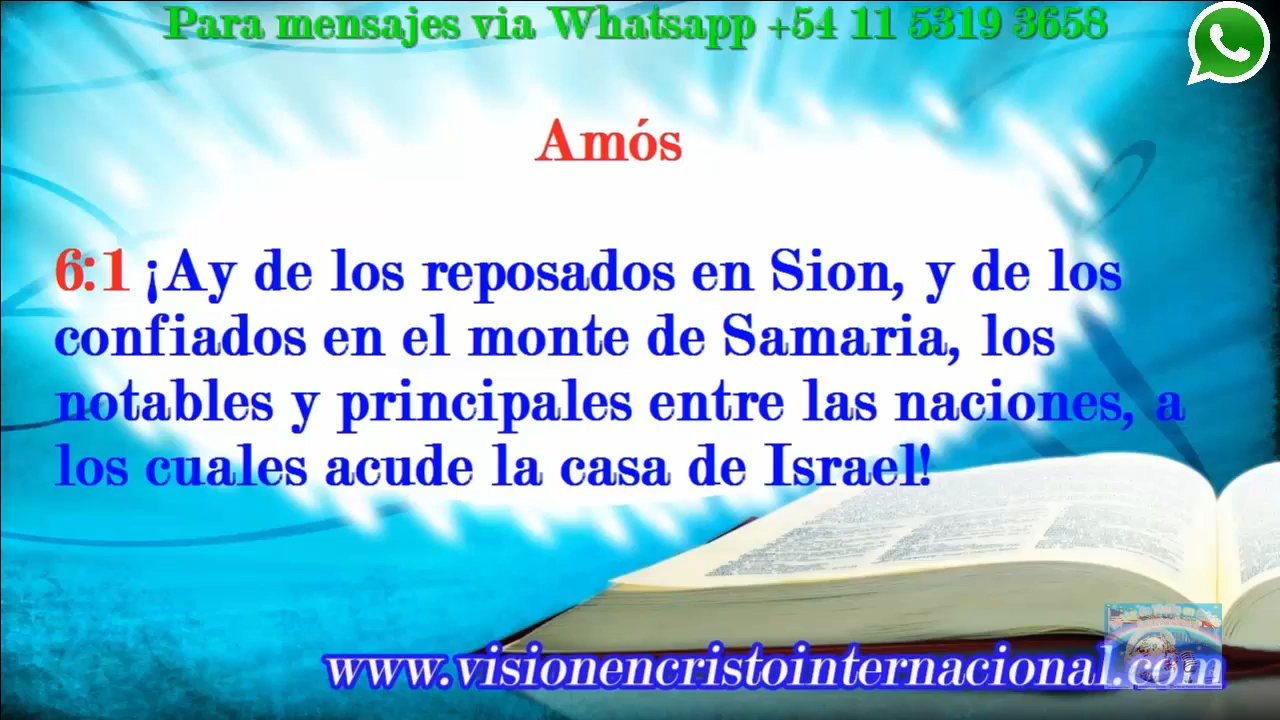 Para mensajes via Whatsapp +54 11 5319 3658
Amós
6:1 ¡Ay de los reposados en Sion, y de los
confiados en el monte de Samaria, los
notables y principales entre las naciones, a
los cuales acude la casa de Israel!
www.visionencristointernacional.com